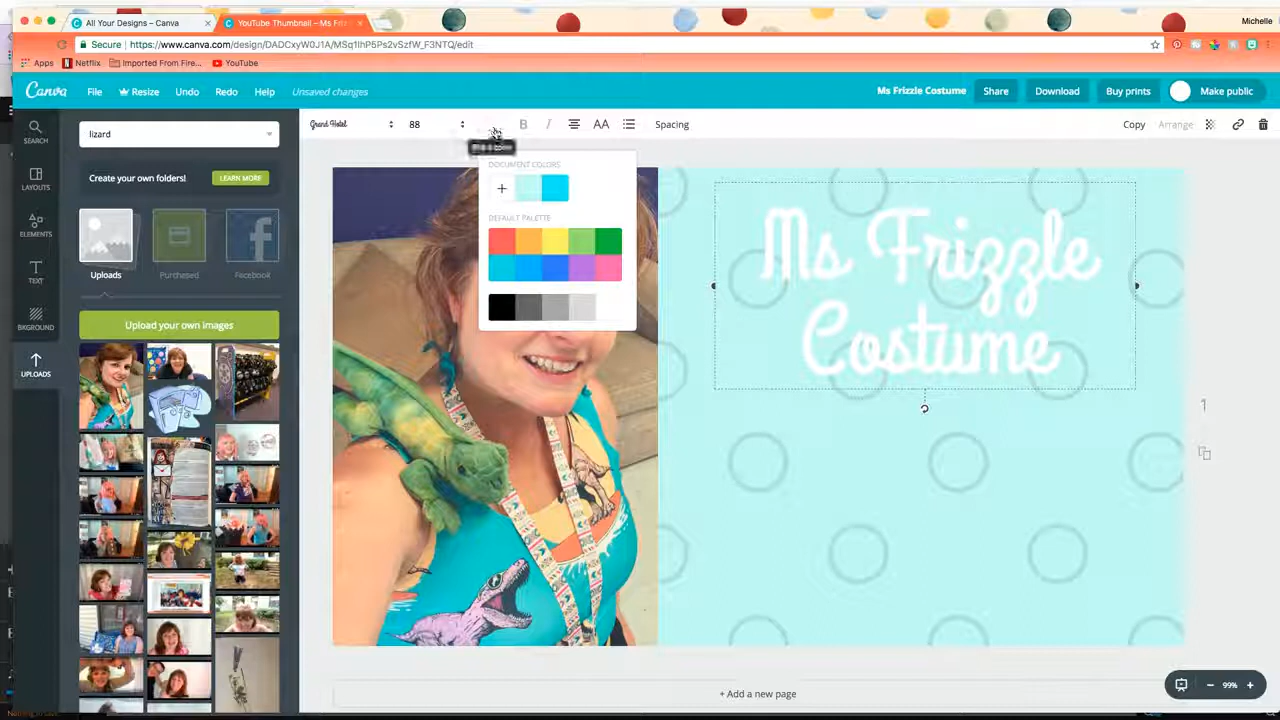 Michelle
All Your Designs – Canva
YouTube Thumbnail – Ms Friz
Secure
https://www.canva.com/design/DADCxyW0J1A/MSq1IhP5Ps2vSzfW_F3NTQ/edit
Apps
Netflix
Imported From Fire...
YouTube
Canva
File
Resize
Undo
Redo
Help
Unsaved changes
Ms Frizzle Costume
Share
Download
Buy prints
Make public
SEARCH
LAYOUTS
ELEMENTS
TEXT
BKGROUND
UPLOADS
lizard
Create your own folders!
LEARN MORE
Uploads
Purchased
Facebook
Upload your own images
Grand Hotel
88
B
I
AA
Spacing
Copy
Arrange
DOCUMENT COLORS
+
DEFAULT PALETTE
Ms Frizzle
Costume
1
+ Add a new page
99%